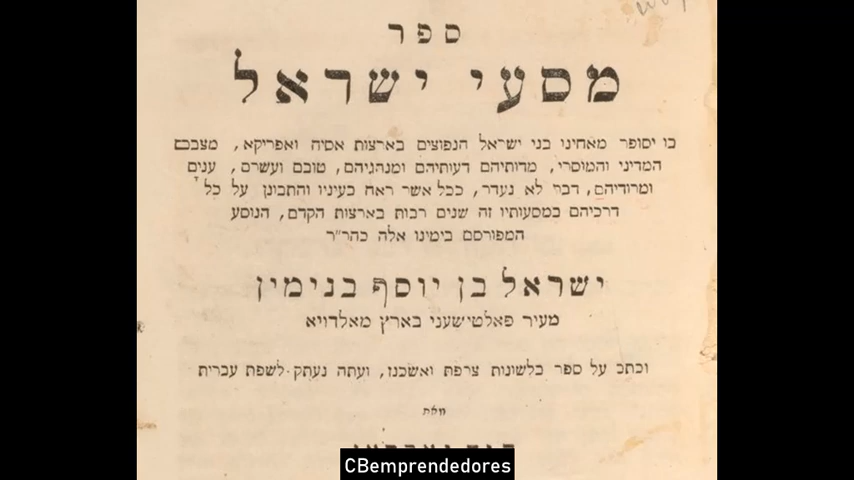 ספר
מסעי ישראל
בו יסופר מאחינו בני ישראל הנפוצים בארצות אסיה ואפריקא, מצבם
המדיני והמוסרי, מדותיהם דעותיהם ומנהגיהם, טובם ועשרם, ענים
ומרודיהם, דבר לא נעדר, ככל אשר ראה בעיניו והתבונן על כל
דרכיהם במסעותיו זה שנים רבות בארצות הקדם, הנוסע
המפורסם בימינו אלה כהר״ר
ישראל בן יוסף בנימין
מעיר פאלטישעני בארץ מאלדויא
וכתב על ספר בלשונות צרפת ואשכנז, ועתה נעתק לשפת עברית
מאת
CBemprendedores